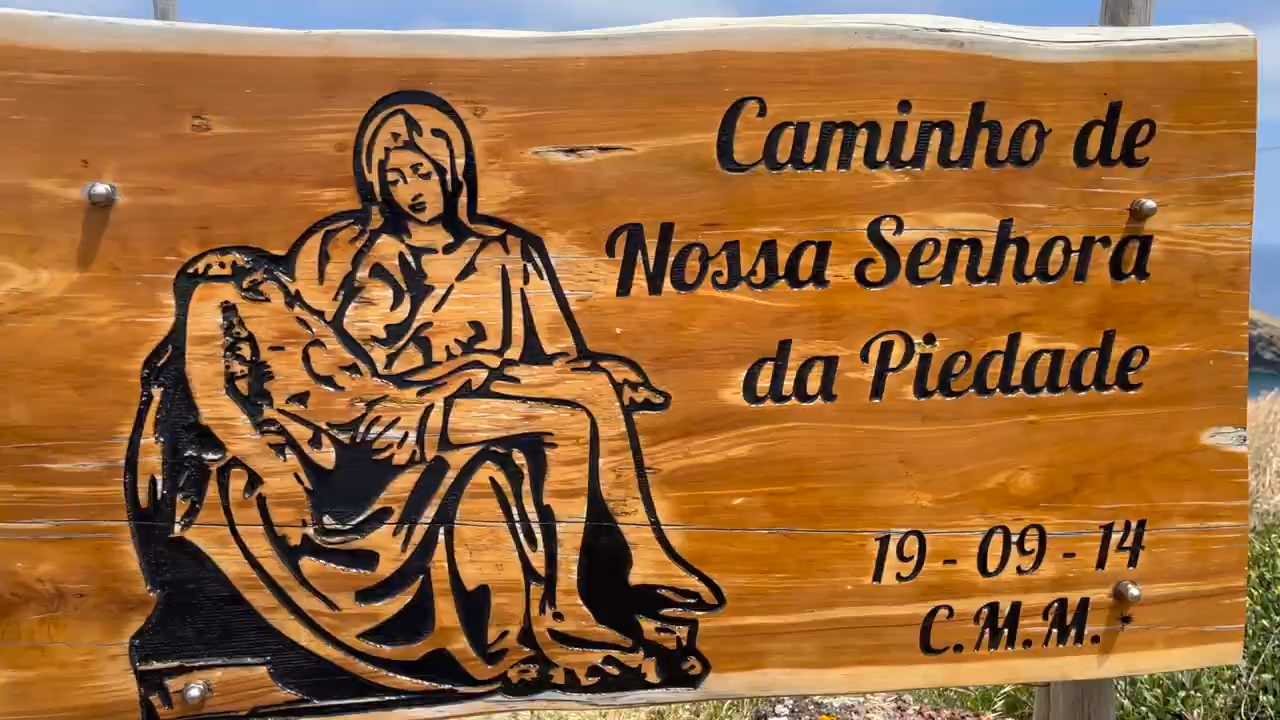 Caminho de
Nossa Senhora
da Piedade
19 - 09 - 14
C.M.M.